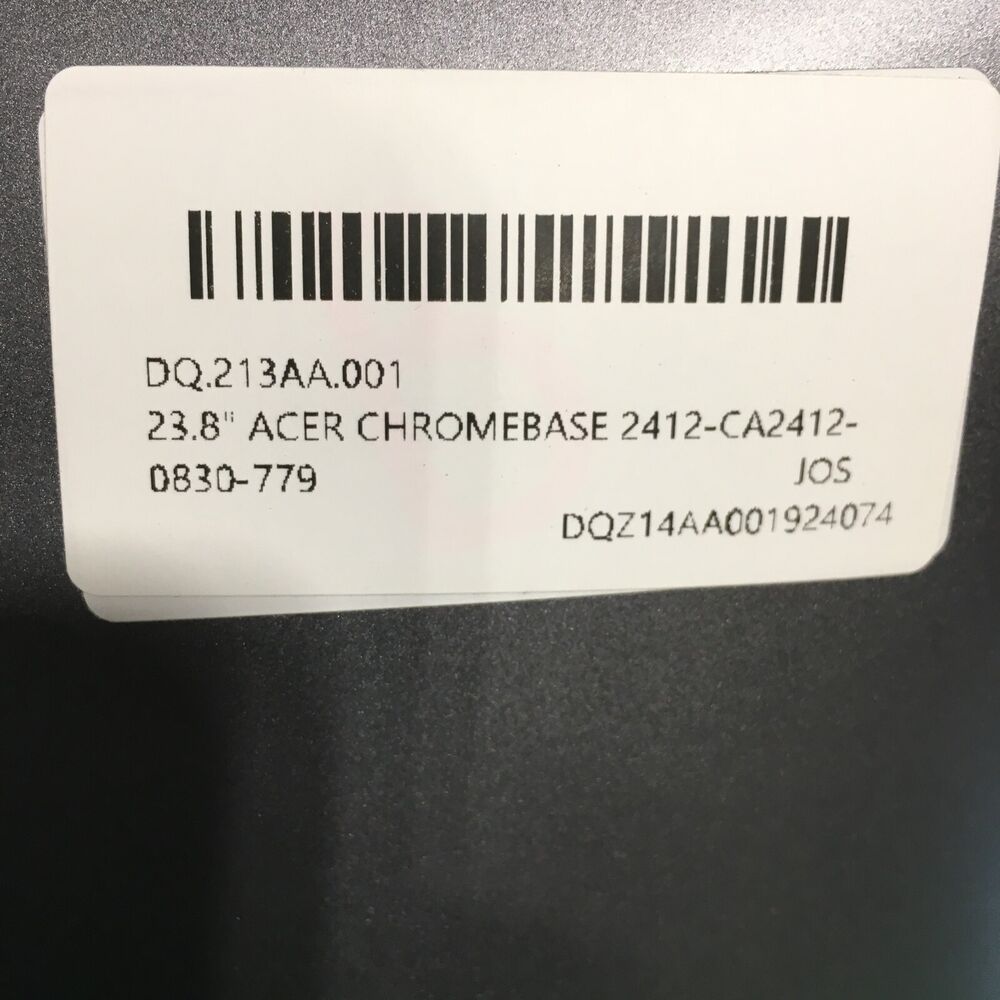 DQ.213AA.001
23.8" ACER CHROMEBASE 2412-CA2412-
0830-779
JOS
DQZ14AA001924074